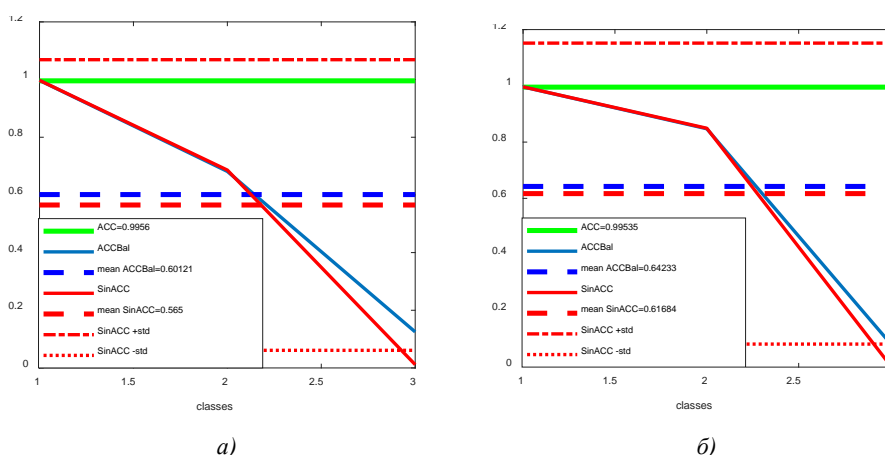 1.2
1
0.8
0.6
0.4
0.2
0
ACC=0.9956
ACCBal
mean ACCBal=0.60121
SinACC
mean SinACC=0.565
SinACC +std
SinACC -std
1 1.5 2 2.5 3
classes
а)
1.2
1
0.8
0.6
0.4
0.2
0
ACC=0.99535
ACCBal
mean ACCBal=0.64233
SinACC
mean SinACC=0.61684
SinACC +std
SinACC -std
1 1.5 2 2.5
classes
б)